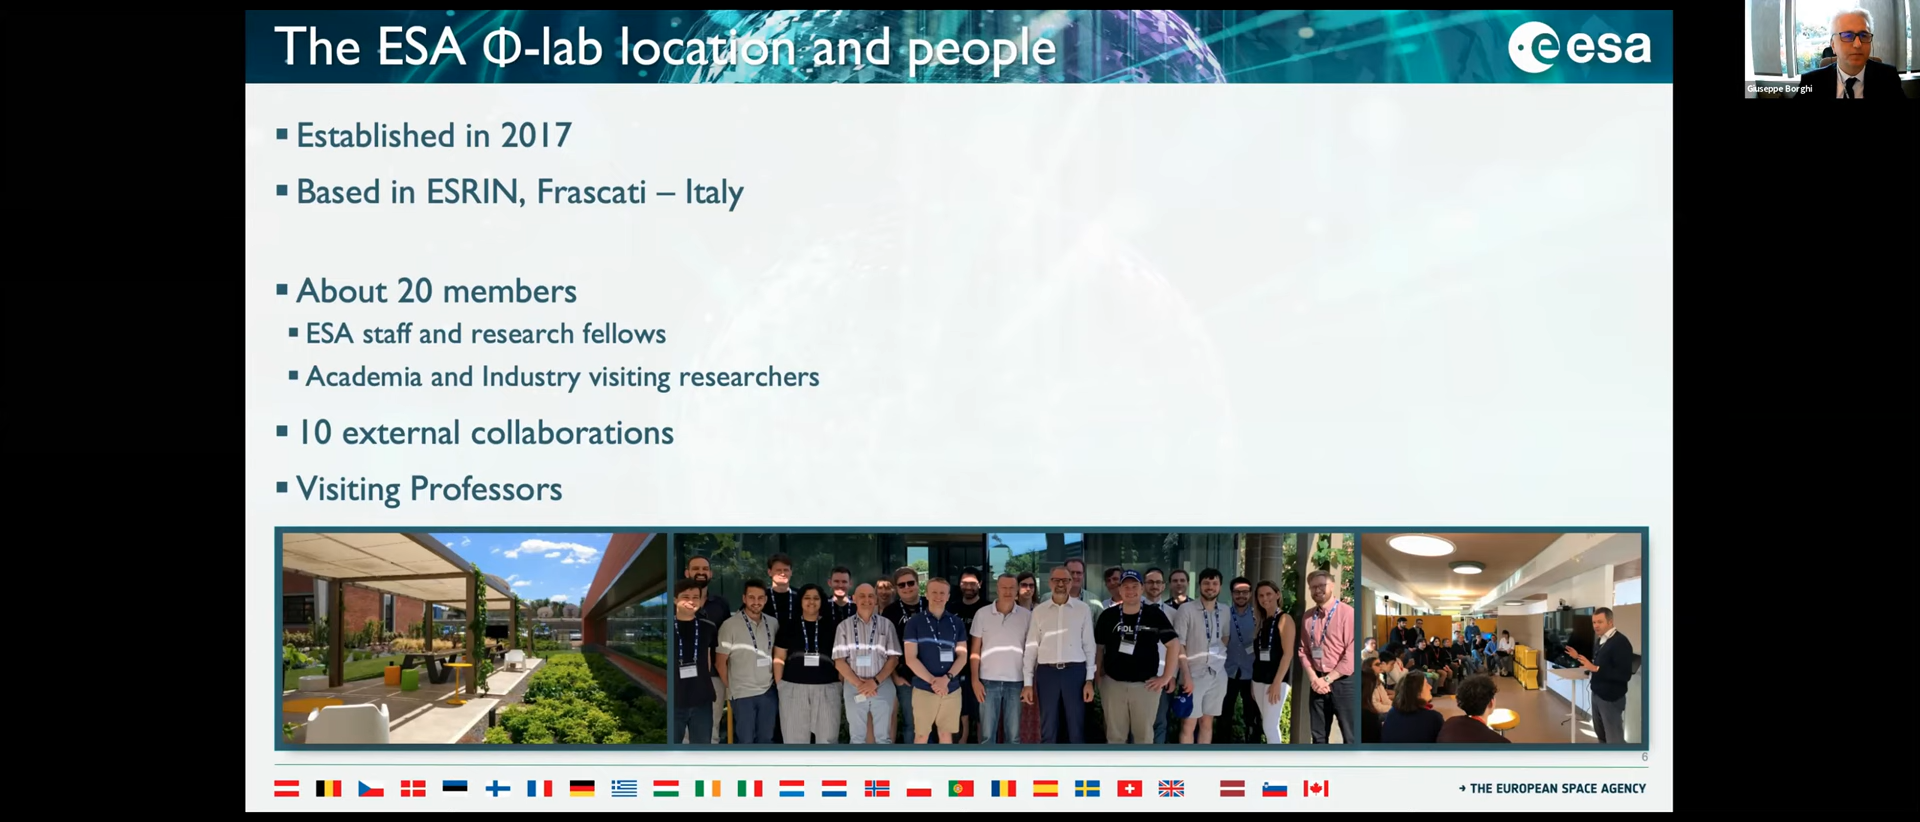 The ESA Φ-lab location and people
esa
Giuseppe Borghi
▪ Established in 2017
▪ Based in ESRIN, Frascati – Italy
▪ About 20 members
▪ ESA staff and research fellows
▪ Academia and Industry visiting researchers
▪ 10 external collaborations
▪ Visiting Professors
FDL
6
→ THE EUROPEAN SPACE AGENCY